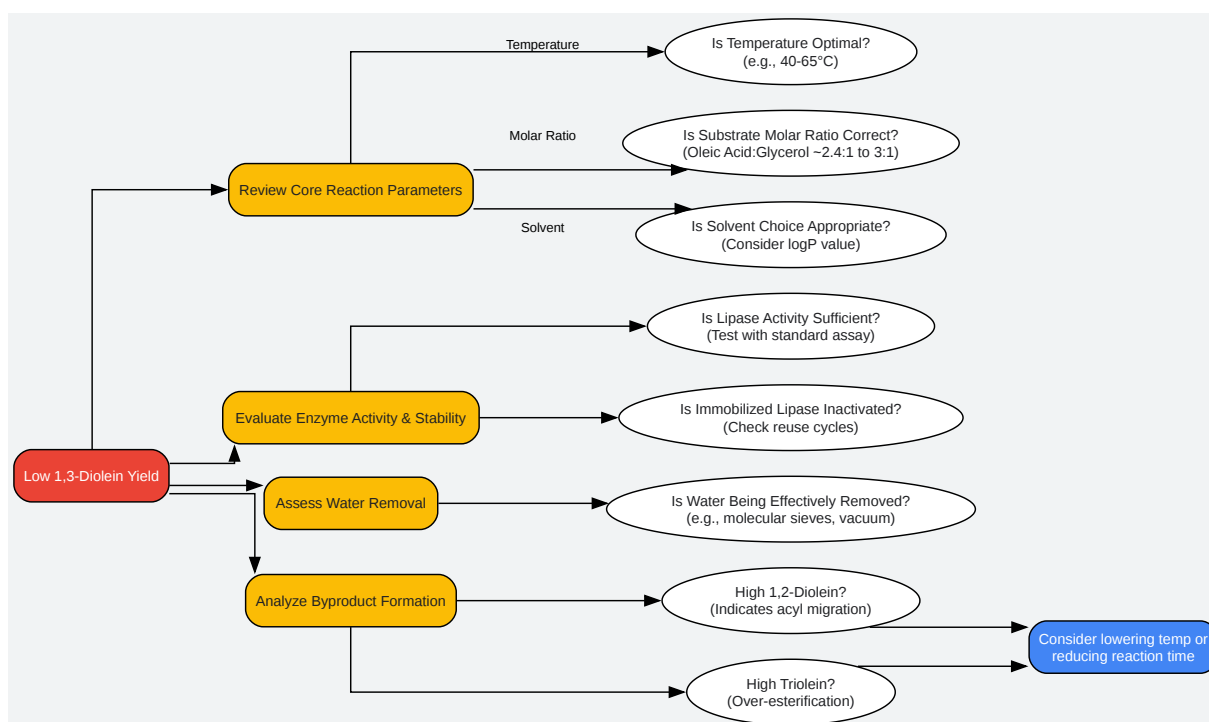 Temperature
Is Temperature Optimal?
(e.g., 40-65°C)
Molar Ratio
Is Substrate Molar Ratio Correct?
(Oleic Acid:Glycerol ~2.4:1 to 3:1)
Review Core Reaction Parameters
Solvent
Is Solvent Choice Appropriate?
(Consider logP value)
Is Lipase Activity Sufficient?
(Test with standard assay)
Evaluate Enzyme Activity & Stability
Is Immobilized Lipase Inactivated?
(Check reuse cycles)
Low 1,3-Diolein Yield
Assess Water Removal
Is Water Being Effectively Removed?
(e.g., molecular sieves, vacuum)
Analyze Byproduct Formation
High 1,2-Diolein?
(Indicates acyl migration)
Consider lowering temp or
reducing reaction time
High Triolein?
(Over-esterification)